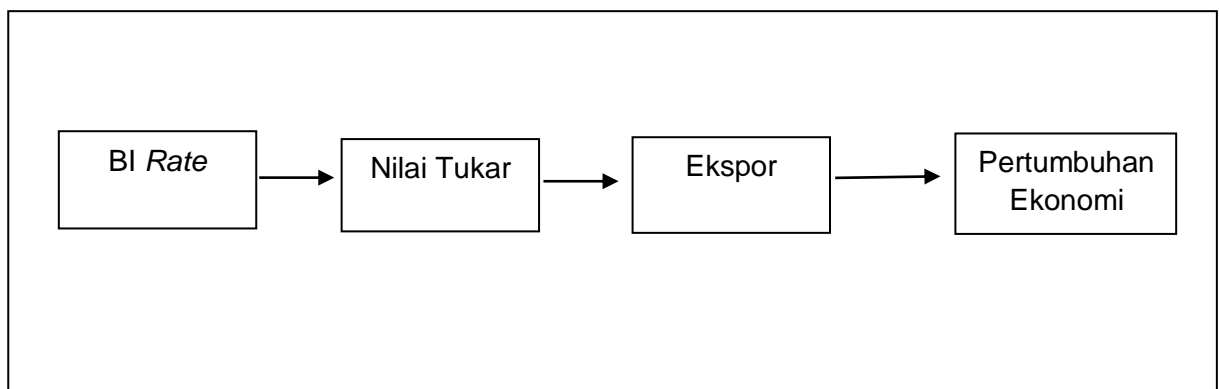 BI Rate
Nilai Tukar
Ekspor
Pertumbuhan
Ekonomi